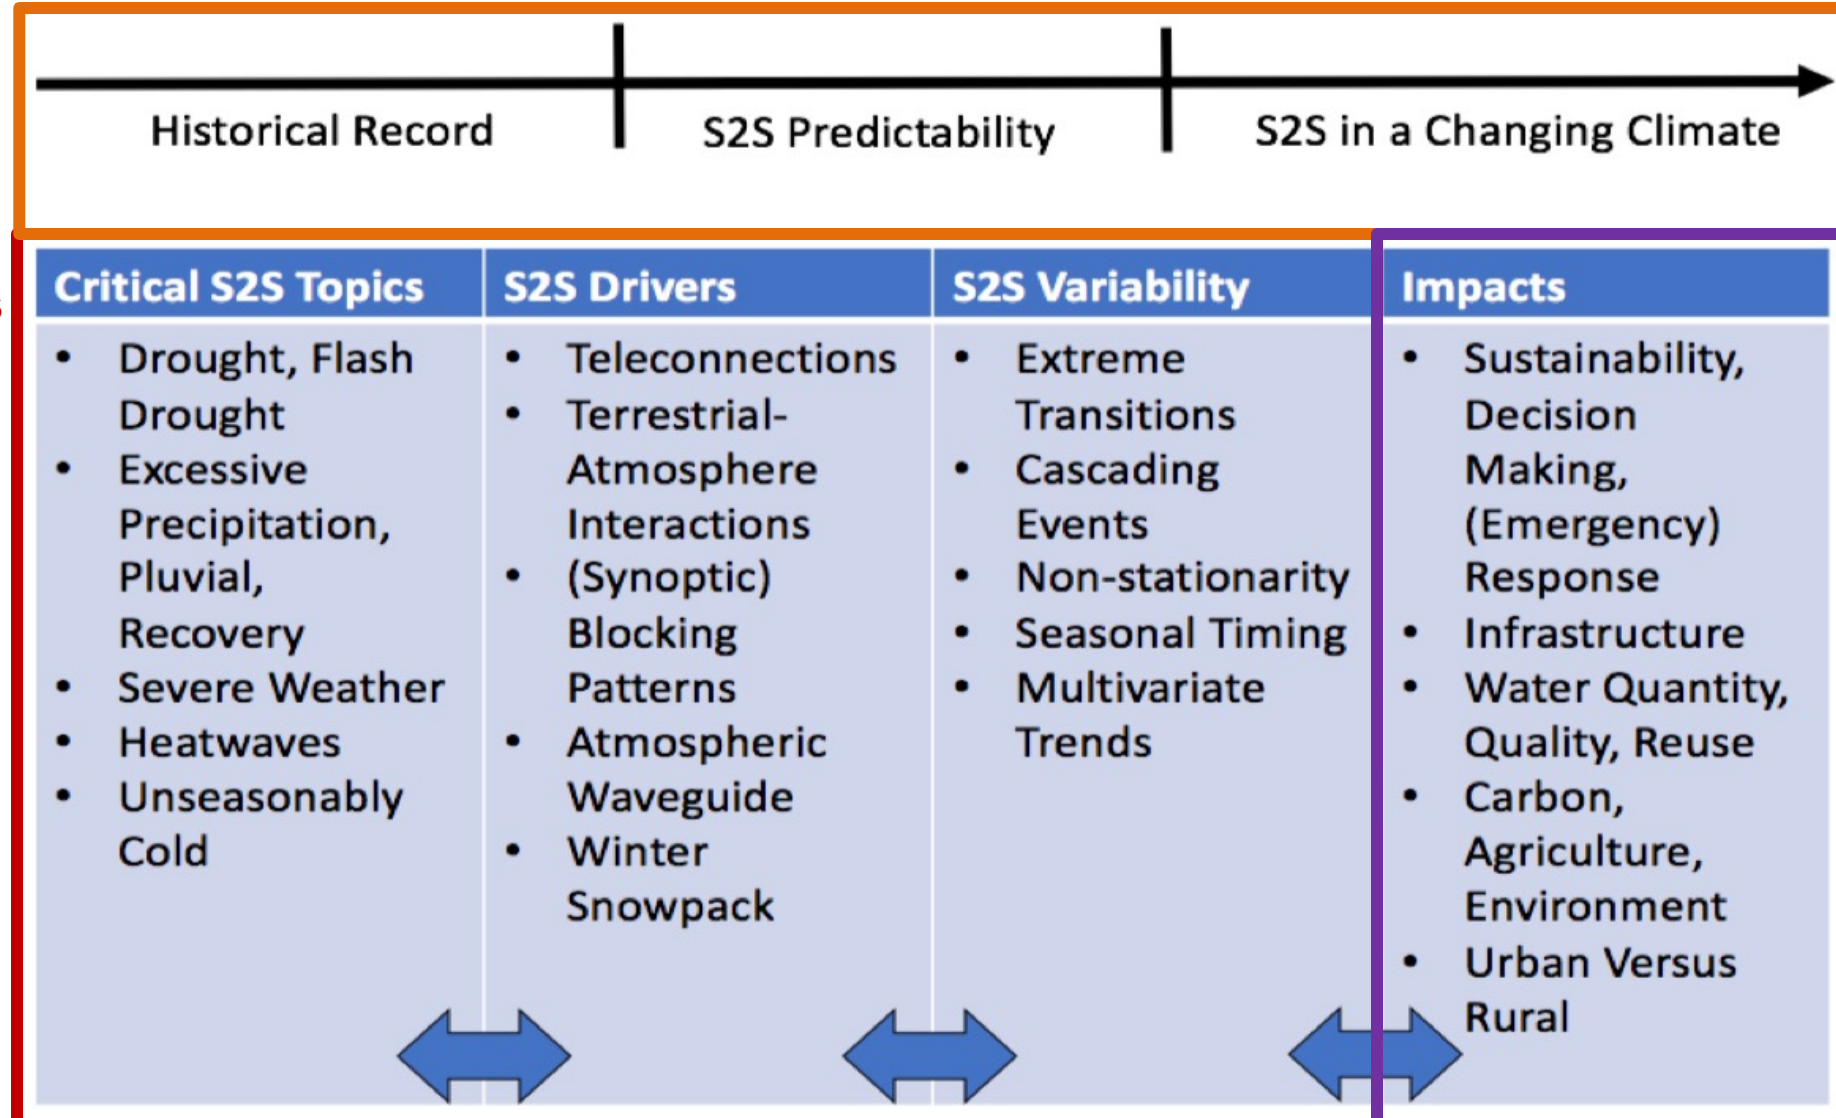 Historical Record
S2S Predictability
S2S in a Changing Climate
Critical S2S Topics
• Drought, Flash
Drought
• Excessive
Precipitation,
Pluvial,
Recovery
• Severe Weather
• Heatwaves
• Unseasonably
Cold
S2S Drivers
• Teleconnections
• Terrestrial-
Atmosphere
Interactions
• (Synoptic)
Blocking
Patterns
• Atmospheric
Waveguide
• Winter
Snowpack
S2S Variability
• Extreme
Transitions
• Cascading
Events
• Non-stationarity
• Seasonal Timing
• Multivariate
Trends
Impacts
• Sustainability,
Decision
Making,
(Emergency)
Response
• Infrastructure
• Water Quantity,
Quality, Reuse
• Carbon,
Agriculture,
Environment
• Urban Versus
Rural